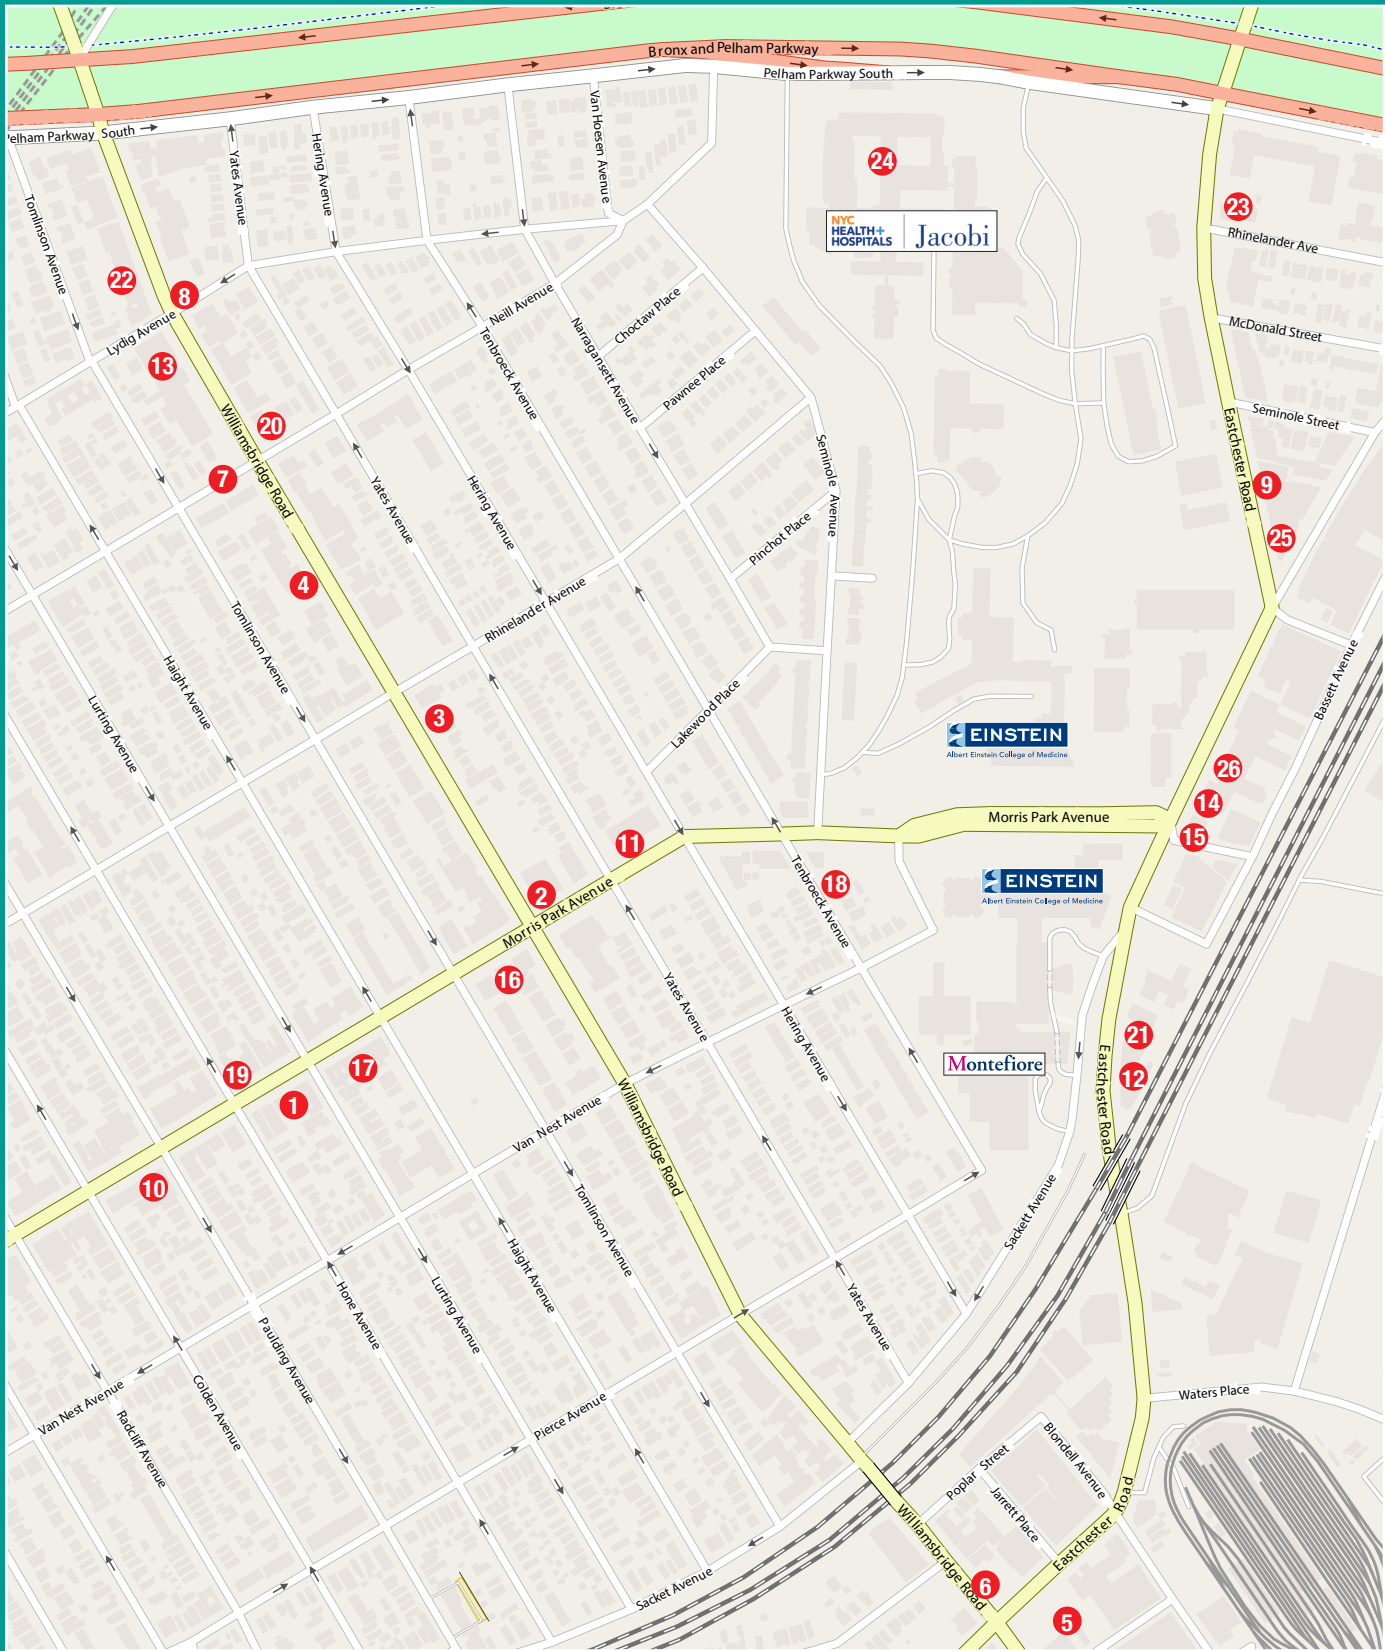 Bronx and Pelham Parkway
Pelham Parkway South
Pelham Parkway South
Van Hoesen Avenue
Hering Avenue
Yates Avenue
24
23
Tomlinson Avenue
NYC
HEALTH+
HOSPITALS
Jacobi
Rhinelander Ave
22
8
Lydig Avenue
Neill Avenue
Choctaw Place
McDonald Street
13
Tenbroeck Avenue
Narragansett Avenue
Pawnee Place
Seminole Street
20
Williamsbridge Road
Eastchester Road
7
Yates Avenue
Hering Avenue
Seminole Avenue
9
Pinchot Place
25
4
Rhinelander Avenue
Tomlinson Avenue
Haight Avenue
Lurting Avenue
Bassett Avenue
3
Lakewood Place
EINSTEIN
Albert Einstein College of Medicine
26
14
Morris Park Avenue
15
11
2
Morris Park Avenue
18
Tenbroeck Avenue
EINSTEIN
Albert Einstein College of Medicine
16
Yates Avenue
Hering Avenue
21
Montefiore
12
Eastchester Road
17
19
1
Van Nest Avenue
Williamsbridge Road
10
Tomlinson Avenue
Sackett Avenue
Haight Avenue
Lurting Avenue
Hone Avenue
Yates Avenue
Paulding Avenue
Colden Avenue
Van Nest Avenue
Radcliff Avenue
Pierce Avenue
Waters Place
Blondell Avenue
Poplar Street
Jarrett Place
Eastchester Road
Williamsbridge Road
Sacket Avenue
6
5